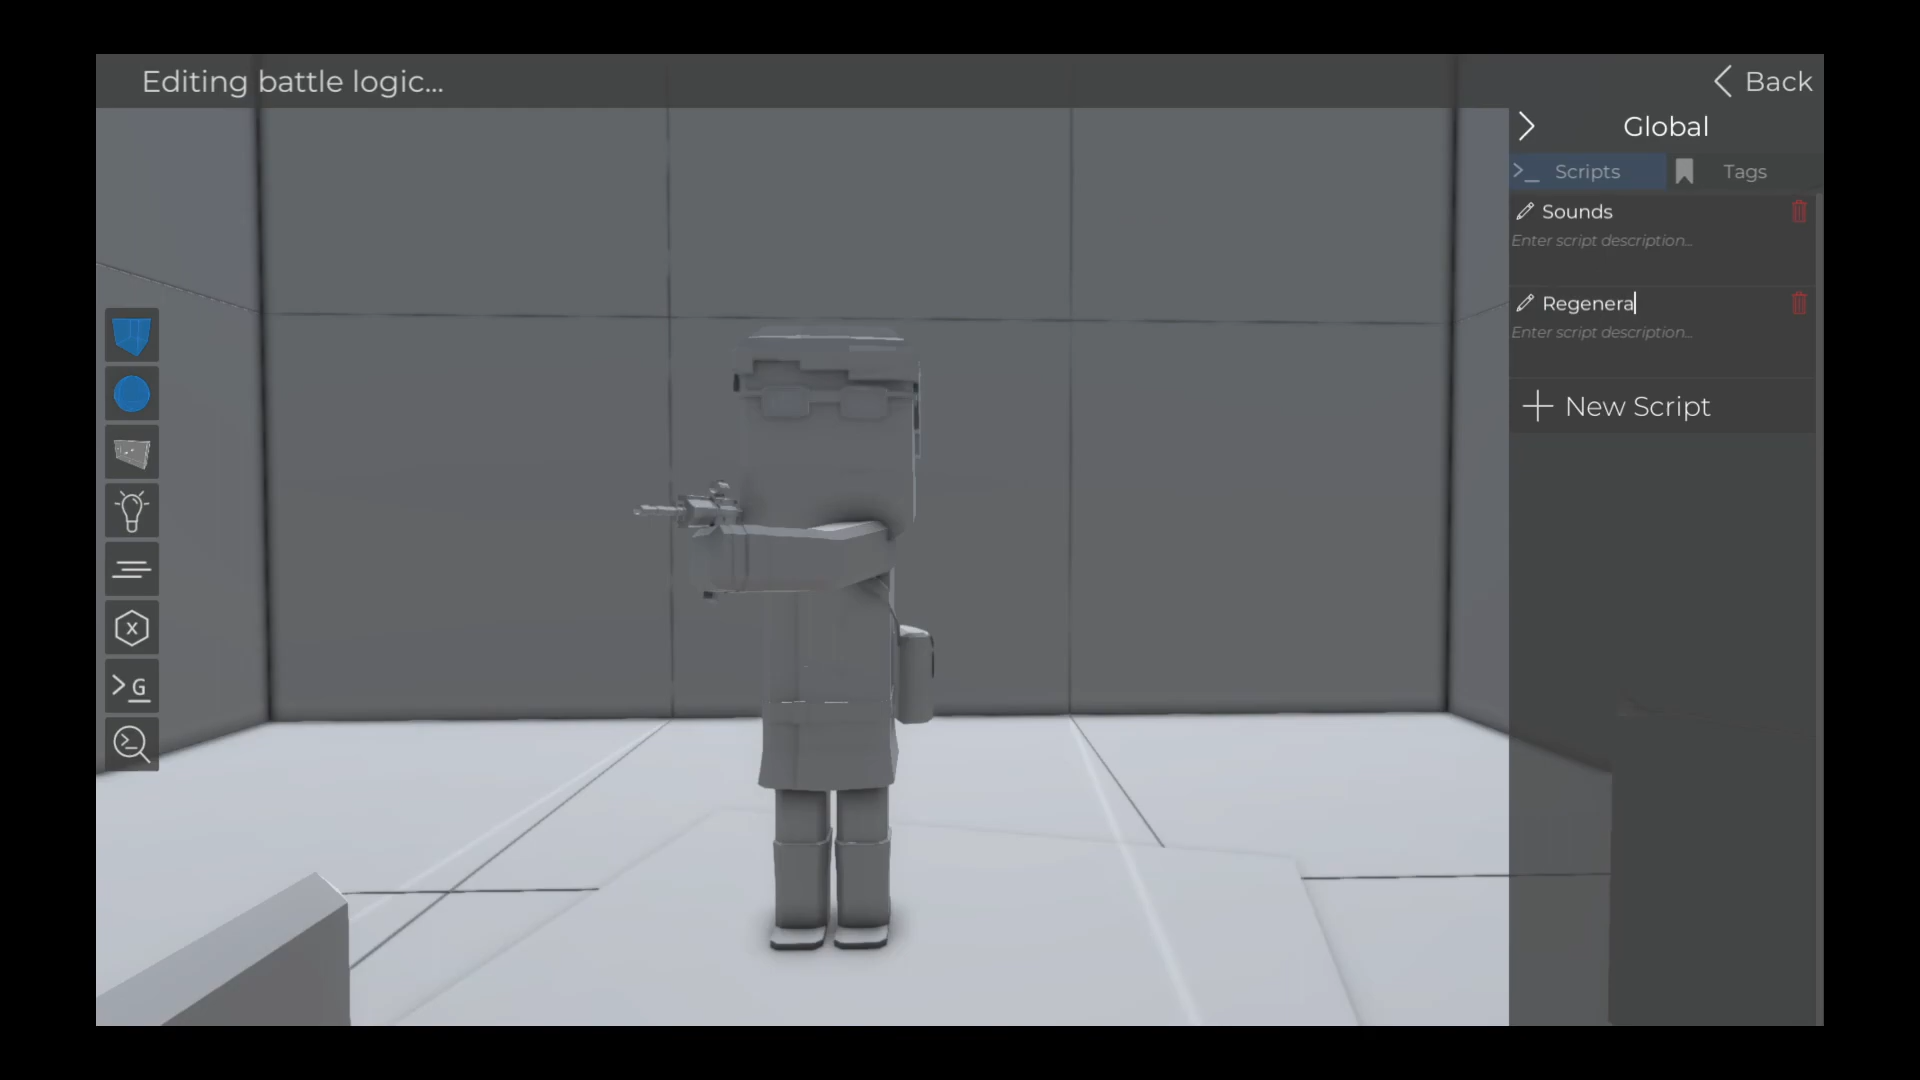 Editing battle logic...
Back
Global
>_ Scripts
Tags
Sounds
Enter script description...
Regenera
Enter script description...
New Script
X
>G